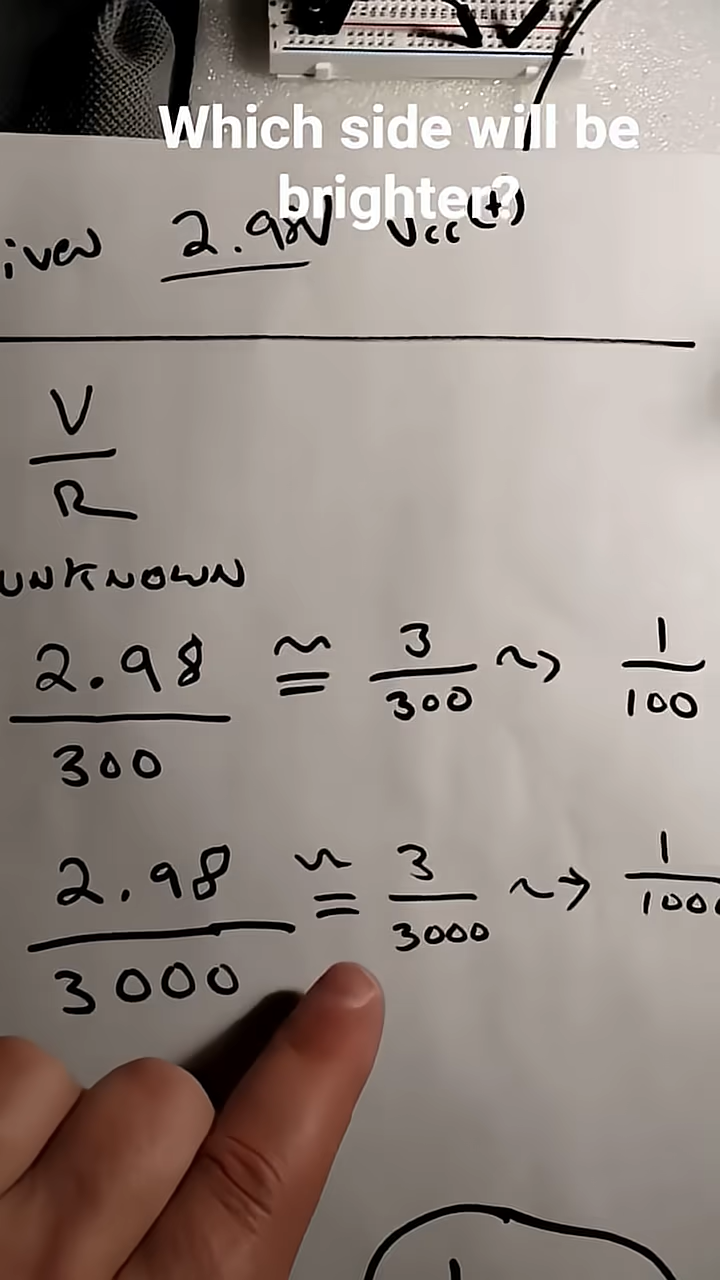 Which side will be
brighter?
iven 2.98V Vcc(+)
V
R
UNKNOWN
2.98 ≅ 3 ~> 1
300 300 100
2.98 ≅ 3 ~> 1
3000 3000 100